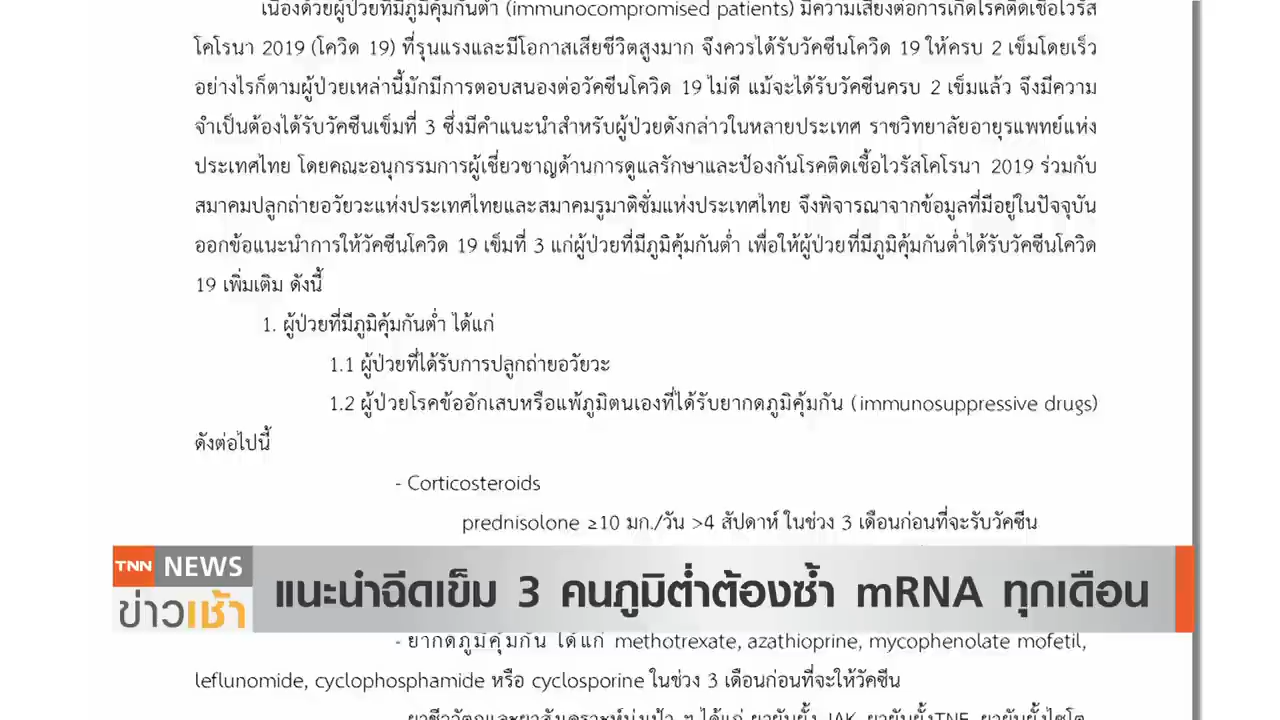 เนื่องด้วยผู้ป่วยที่มีภูมิคุ้มกันต่ำ (immunocompromised patients) มีความเสี่ยงต่อการเกิดโรคติดเชื้อไวรัส
โคโรนา 2019 (โควิด 19) ที่รุนแรงและมีโอกาสเสียชีวิตสูงมาก จึงควรได้รับวัคซีนโควิด 19 ให้ครบ 2 เข็มโดยเร็ว
อย่างไรก็ตามผู้ป่วยเหล่านี้มักมีการตอบสนองต่อวัคซีนโควิด 19 ไม่ดี แม้จะได้รับวัคซีนครบ 2 เข็มแล้ว จึงมีความ
จำเป็นต้องได้รับวัคซีนเข็มที่ 3 ซึ่งมีคำแนะนำสำหรับผู้ป่วยดังกล่าวในหลายประเทศ ราชวิทยาลัยอายุรแพทย์แห่ง
ประเทศไทย โดยคณะอนุกรรมการผู้เชี่ยวชาญด้านการดูแลรักษาและป้องกันโรคติดเชื้อไวรัสโคโรนา 2019 ร่วมกับ
สมาคมปลูกถ่ายอวัยวะแห่งประเทศไทยและสมาคมรูมาติซั่มแห่งประเทศไทย จึงพิจารณาจากข้อมูลที่มีอยู่ในปัจจุบัน
ออกข้อแนะนำการให้วัคซีนโควิด 19 เข็มที่ 3 แก่ผู้ป่วยที่มีภูมิคุ้มกันต่ำ เพื่อให้ผู้ป่วยที่มีภูมิคุ้มกันต่ำได้รับวัคซีนโควิด
19 เพิ่มเติม ดังนี้
1. ผู้ป่วยที่มีภูมิคุ้มกันต่ำ ได้แก่
1.1 ผู้ป่วยที่ได้รับการปลูกถ่ายอวัยวะ
1.2 ผู้ป่วยโรคข้ออักเสบหรือแพ้ภูมิตนเองที่ได้รับยากดภูมิคุ้มกัน (immunosuppressive drugs)
ดังต่อไปนี้
- Corticosteroids
prednisolone ≥10 มก./วัน >4 สัปดาห์ ในช่วง 3 เดือนก่อนที่จะรับวัคซีน
TNN NEWS
ข่าวเช้า
แนะนำฉีดเข็ม 3 คนภูมิต่ำต้องซ้ำ mRNA ทุกเดือน
- ยากดภูมิคุ้มกัน ได้แก่ methotrexate, azathioprine, mycophenolate mofetil,
leflunomide, cyclophosphamide หรือ cyclosporine ในช่วง 3 เดือนก่อนที่จะให้วัคซีน